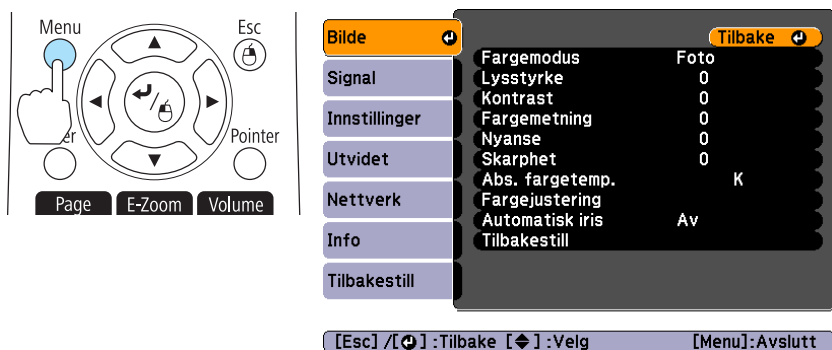 Menu
Esc
Pointer
Page
E-Zoom
Volume
Bilde
Signal
Innstillinger
Utvidet
Nettverk
Info
Tilbakestill
Tilbake
Fargemodus Foto
Lysstyrke 0
Kontrast 0
Fargemetning 0
Nyanse 0
Skarphet 0
Abs. fargetemp. K
Fargejustering
Automatisk iris Av
Tilbakestill
[Esc] /[ ] :Tilbake [ ] :Velg [Menu]:Avslutt